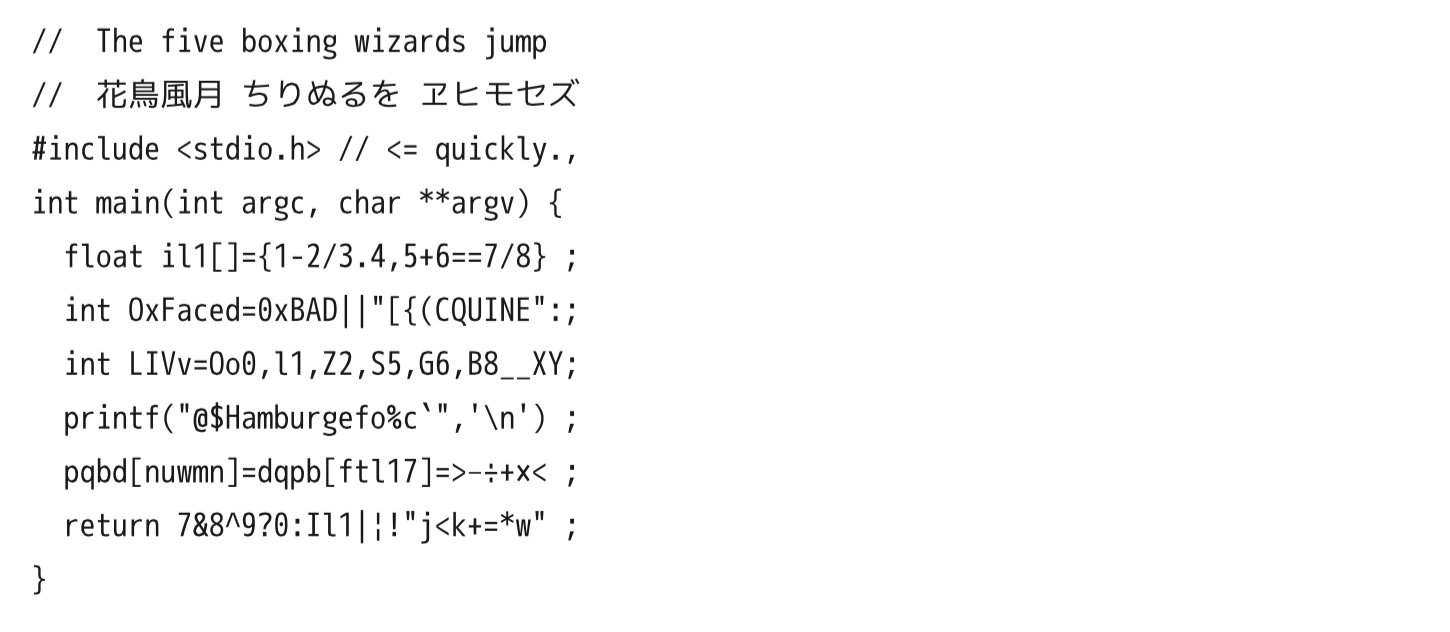 //  The five boxing wizards jump
//  花鳥風月 ちりぬるを ヱヒモセズ
#include <stdio.h> // <= quickly.,
int main(int argc, char **argv) {
  float il1[]={1-2/3.4,5+6==7/8} ;
  int OxFaced=0xBAD||"[{(CQUINE":;
  int LIVv=Oo0,l1,Z2,S5,G6,B8__XY;
  printf("@$Hamburgefo%c`",'\n') ;
  pqbd[nuwmn]=dqpb[ftl17]=>−÷+x< ;
  return 7&8^9?0:Il1|¦!"j<k+=*w" ;
}